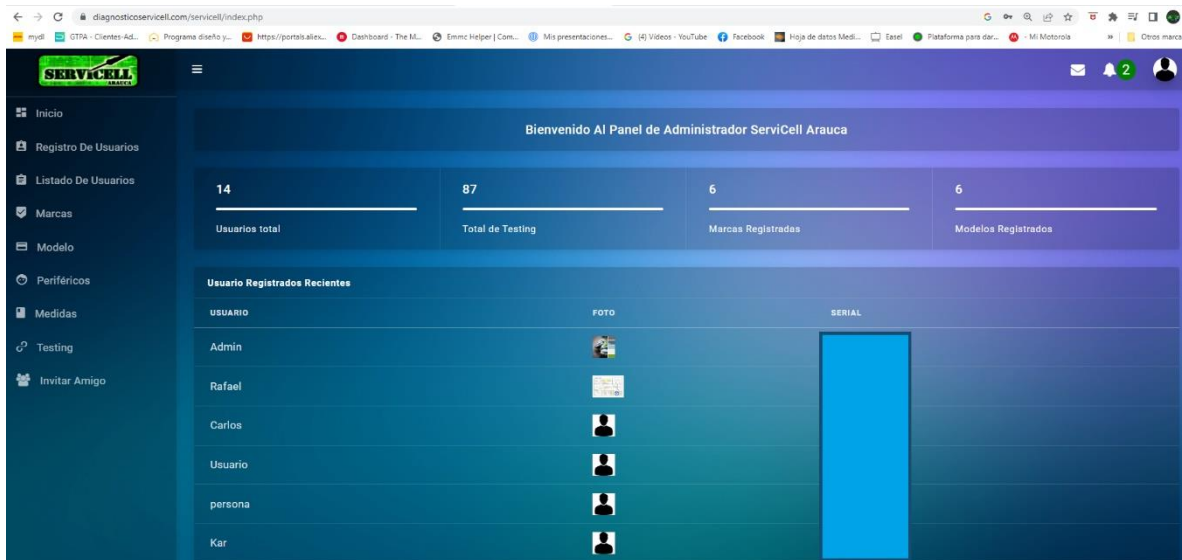 diagnosticoservicell.com/servicell/index.php
mydl GTPA - Clientes-Ad... Programa diseño y... https://portals.aliex... Dashboard - The M... Emmc Helper | Com... Mis presentaciones... (4) Videos - YouTube Facebook Hoja de datos Medi... Easel Plataforma para dar... - Mi Motorola » Otros marca
SERVICELL
ARAUCA
2
Inicio
Registro De Usuarios
Listado De Usuarios
Marcas
Modelo
Periféricos
Medidas
Testing
Invitar Amigo
Bienvenido Al Panel de Administrador ServiCell Arauca
14 87 6 6
Usuarios total Total de Testing Marcas Registradas Modelos Registrados
Usuario Registrados Recientes
USUARIO FOTO SERIAL
Admin
Rafael
Carlos
Usuario
persona
Kar